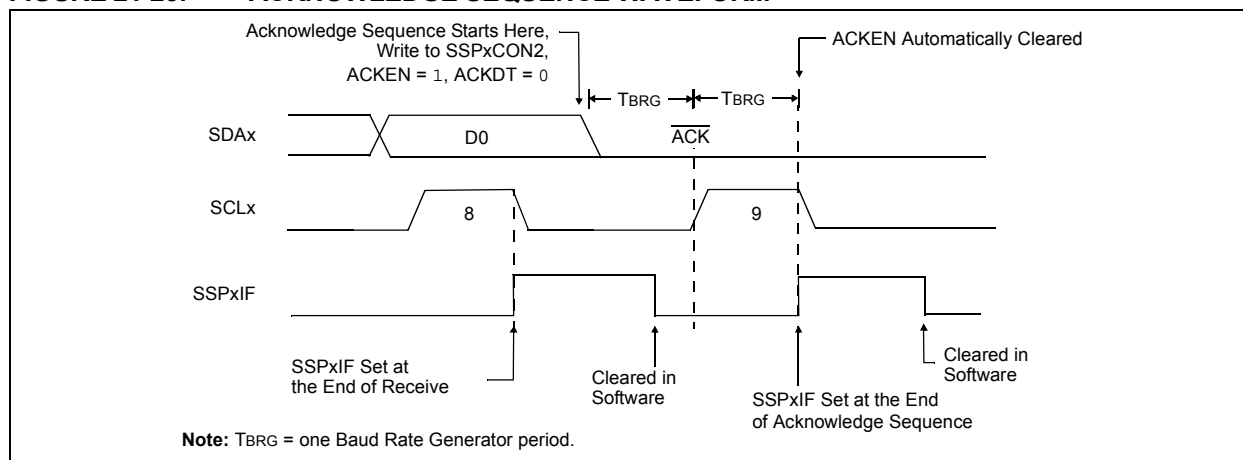 Acknowledge Sequence Starts Here,
Write to SSPxCON2,
ACKEN = 1, ACKDT = 0
ACKEN Automatically Cleared
TBRG
TBRG
SDAx
D0
ACK
SCLx
8
9
SSPxIF
SSPxIF Set at
the End of Receive
Cleared in
Software
SSPxIF Set at the End
of Acknowledge Sequence
Cleared in
Software
Note: TBRG = one Baud Rate Generator period.